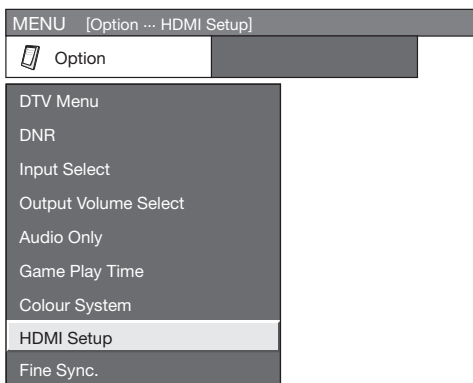 MENU [Option ··· HDMI Setup]
Option
DTV Menu
DNR
Input Select
Output Volume Select
Audio Only
Game Play Time
Colour System
HDMI Setup
Fine Sync.